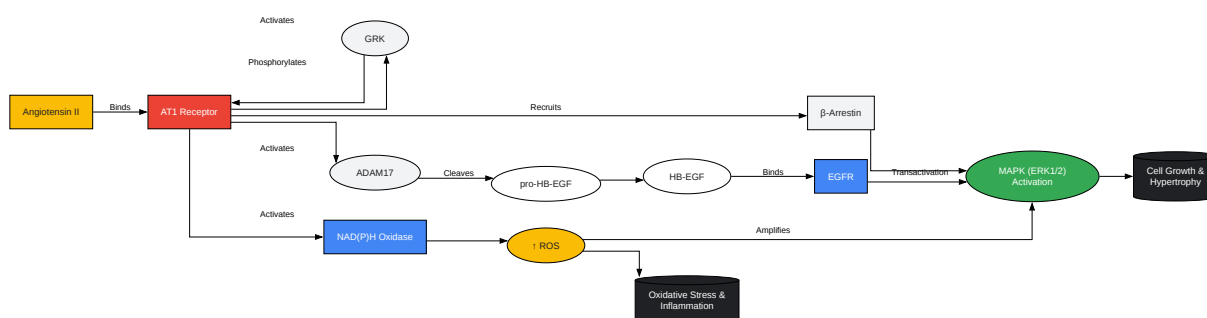 Activates
GRK
Phosphorylates
Angiotensin II
Binds
AT1 Receptor
Recruits
β-Arrestin
Activates
ADAM17
Cleaves
pro-HB-EGF
HB-EGF
Binds
EGFR
Transactivation
MAPK (ERK1/2)
Activation
Cell Growth &
Hypertrophy
Activates
NAD(P)H Oxidase
↑ ROS
Amplifies
Oxidative Stress &
Inflammation